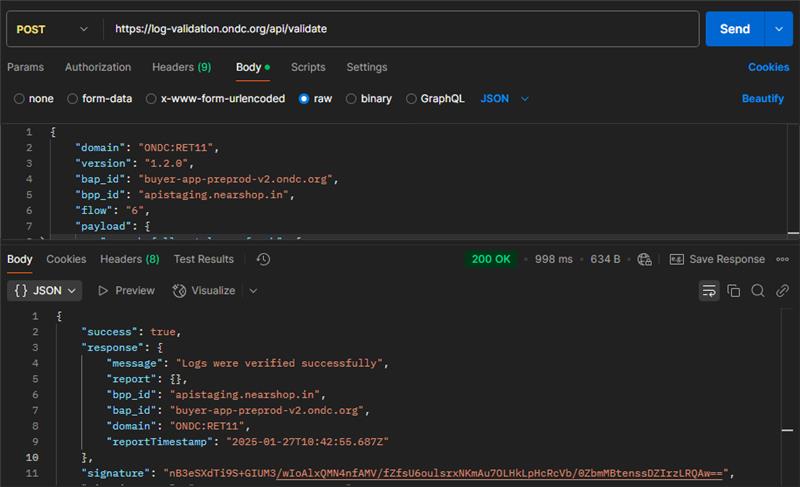 POST https://log-validation.ondc.org/api/validate Send
Params Authorization Headers (9) Body Scripts Settings Cookies
none form-data x-www-form-urlencoded raw binary GraphQL JSON Beautify
1 {
2 "domain": "ONDC:RET11",
3 "version": "1.2.0",
4 "bap_id": "buyer-app-preprod-v2.ondc.org",
5 "bpp_id": "apistaging.nearshop.in",
6 "flow": "6",
7 "payload": {
Body Cookies Headers (8) Test Results 200 OK 998 ms 634 B Save Response
{} JSON Preview Visualize
1 {
2 "success": true,
3 "response": {
4 "message": "Logs were verified successfully",
5 "report": {},
6 "bpp_id": "apistaging.nearshop.in",
7 "bap_id": "buyer-app-preprod-v2.ondc.org",
8 "domain": "ONDC:RET11",
9 "reportTimestamp": "2025-01-27T10:42:55.687Z"
10 },
11 "signature": "nB3eSXdTi9S+GIUM3/wIoAlxQMN4nfAMV/fZfsU6oulsrxNKmAu7OLHkLpHcRcVb/0ZbmMBtenssDZIrzLRQAw==",